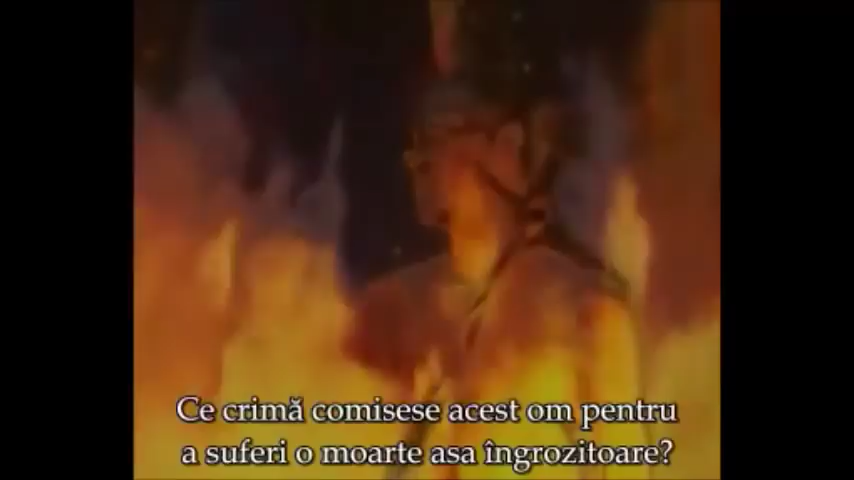 Ce crimă comisese acest om pentru
a suferi o moarte asa îngrozitoare?